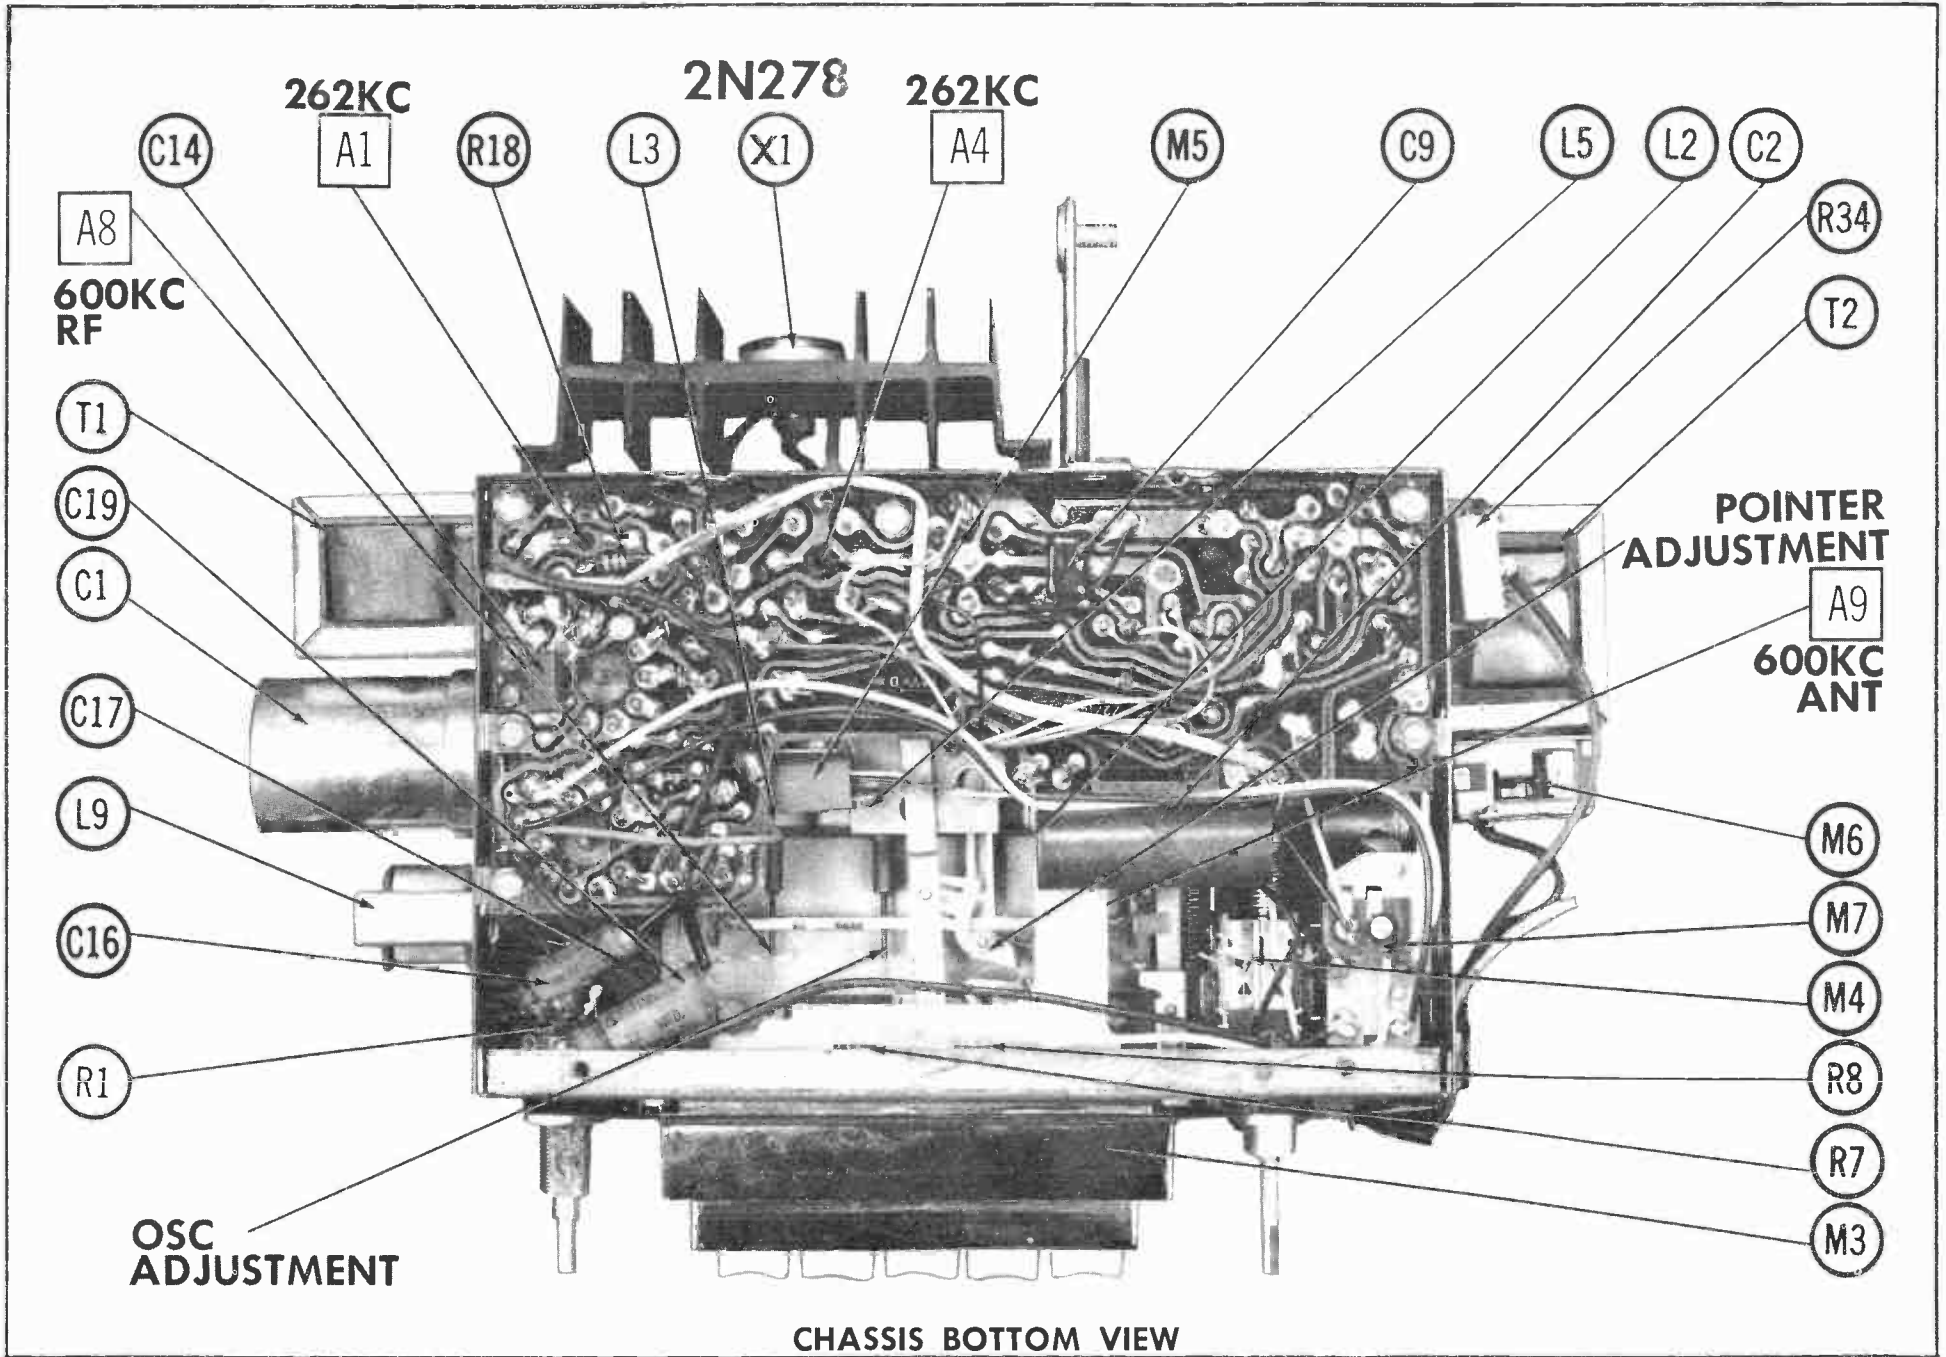 262KC
2N278
262KC
C14
A1
R18
L3
X1
A4
M5
C9
L5
L2
C2
A8
R34
600KC
RF
T2
T1
C19
POINTER
ADJUSTMENT
C1
A9
600KC
ANT
C17
L9
M6
C16
M7
M4
R1
R8
R7
OSC
ADJUSTMENT
M3
CHASSIS BOTTOM VIEW